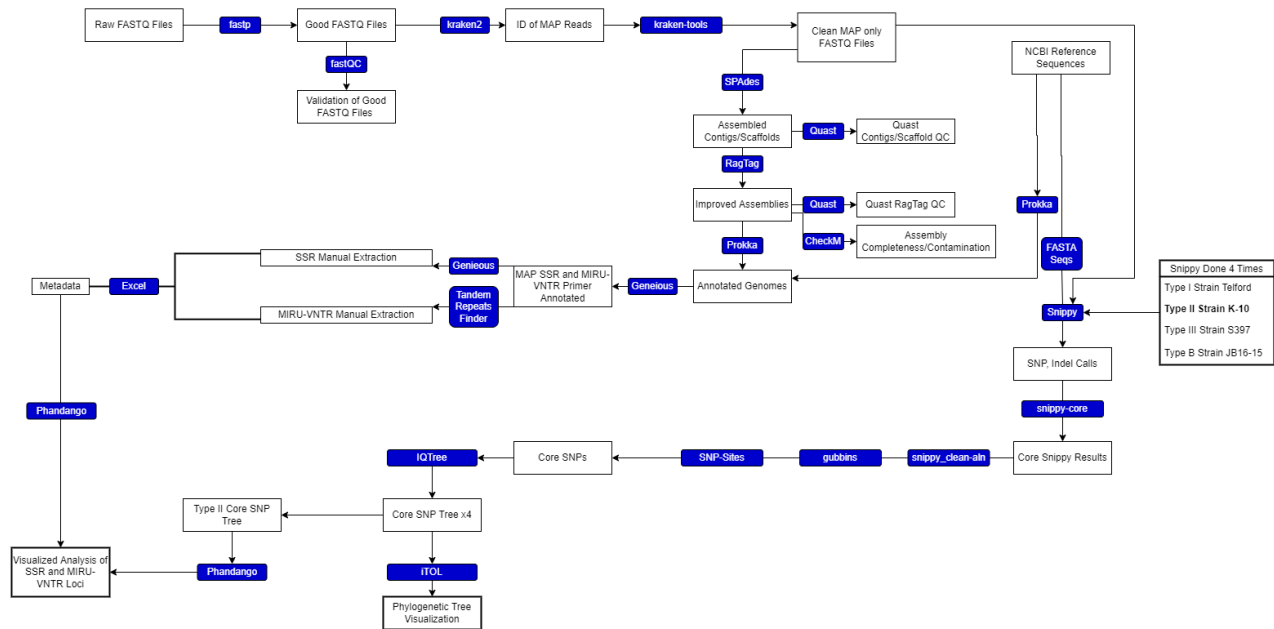 Raw FASTQ Files
fastp
Good FASTQ Files
kraken2
ID of MAP Reads
kraken-tools
Clean MAP only
FASTQ Files
NCBI Reference
Sequences
fastQC
Validation of Good
FASTQ Files
SPAdes
Assembled
Contigs/Scaffolds
Quast
Quast
Contigs/Scaffold QC
RagTag
Improved Assemblies
Quast
Quast RagTag QC
Prokka
Prokka
CheckM
Assembly
Completeness/Contamination
FASTA
Seqs
SSR Manual Extraction
Genieous
MAP SSR and MIRU-
VNTR Primer
Annotated
Geneious
Annotated Genomes
Metadata
Excel
MIRU-VNTR Manual Extraction
Tandem
Repeats
Finder
Snippy
Snippy Done 4 Times
Type I Strain Telford
Type II Strain K-10
Type III Strain S397
Type B Strain JB16-15
SNP, Indel Calls
snippy-core
Phandango
IQTree
Core SNPs
SNP-Sites
gubbins
snippy_clean-aln
Core Snippy Results
Type II Core SNP
Tree
Core SNP Tree x4
Visualized Analysis of
SSR and MIRU-
VNTR Loci
Phandango
iTOL
Phylogenetic Tree
Visualization